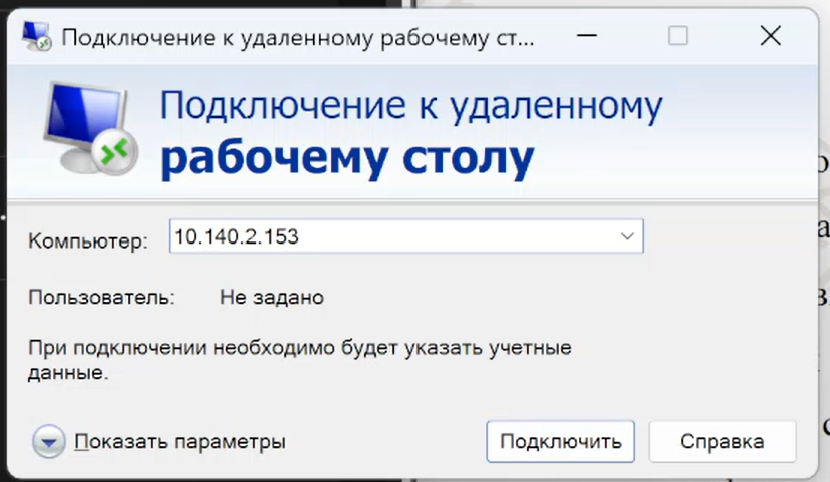 Подключение к удаленному рабочему ст...
Подключение к удаленному
рабочему столу
Компьютер: 10.140.2.153
Пользователь: Не задано
При подключении необходимо будет указать учетные
данные.
Показать параметры Подключить Справка